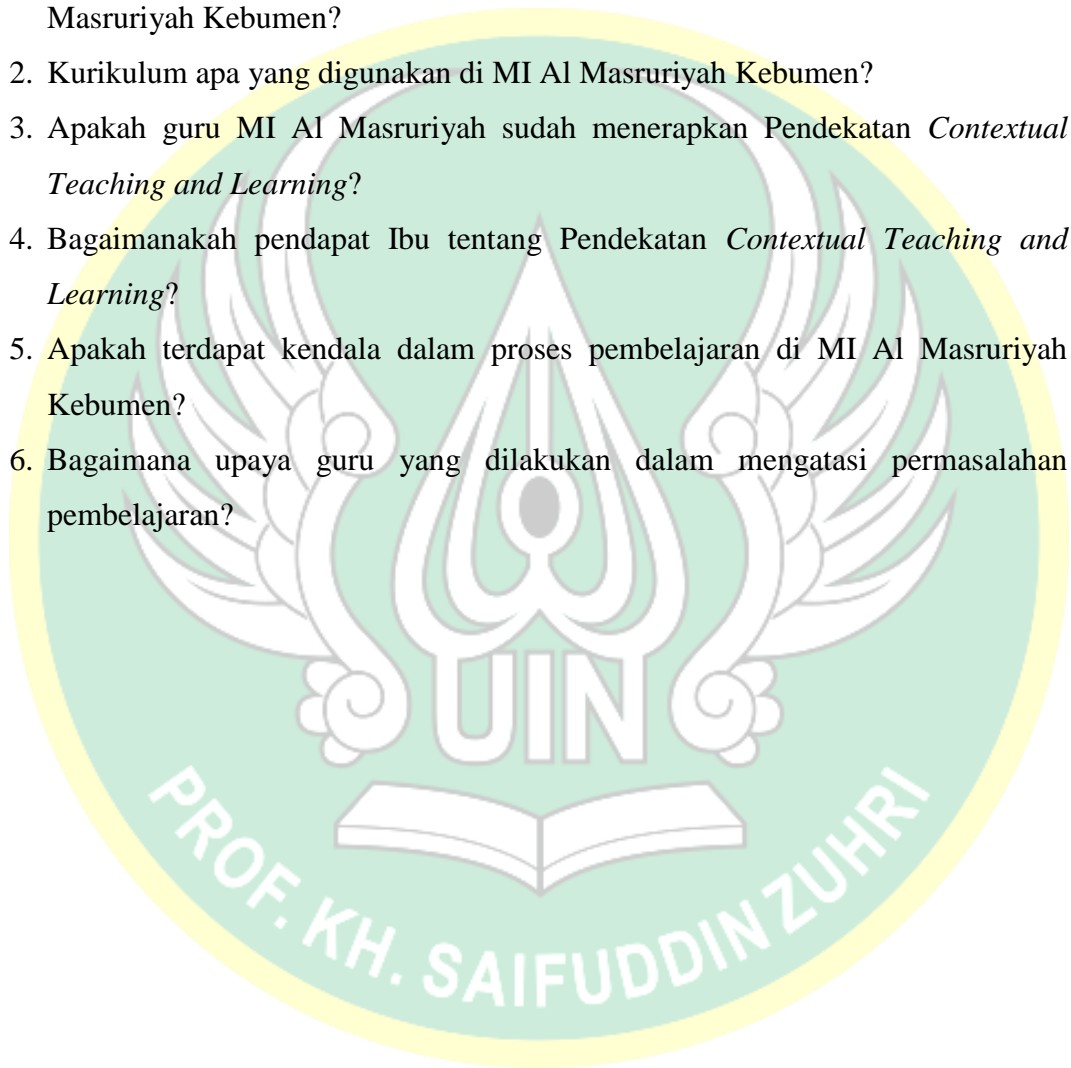 Masruriyah Kebumen?
2. Kurikulum apa yang digunakan di MI Al Masruriyah Kebumen?
3. Apakah guru MI Al Masruriyah sudah menerapkan Pendekatan Contextual
Teaching and Learning?
4. Bagaimanakah pendapat Ibu tentang Pendekatan Contextual Teaching and
Learning?
5. Apakah terdapat kendala dalam proses pembelajaran di MI Al Masruriyah
Kebumen?
6. Bagaimana upaya guru yang dilakukan dalam mengatasi permasalahan
pembelajaran?
UIN
PROF. KH. SAIFUDDIN ZUHRI